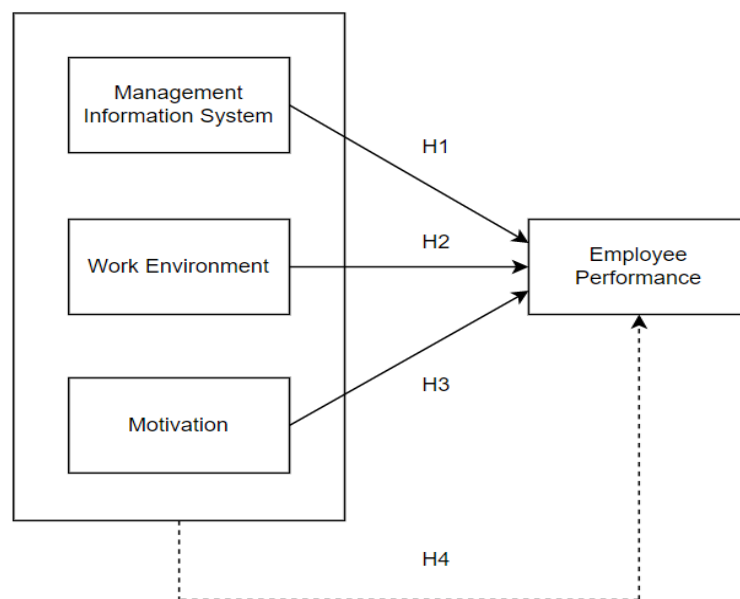 Management
Information System
H1
Work Environment
H2
Employee
Performance
Motivation
H3
H4